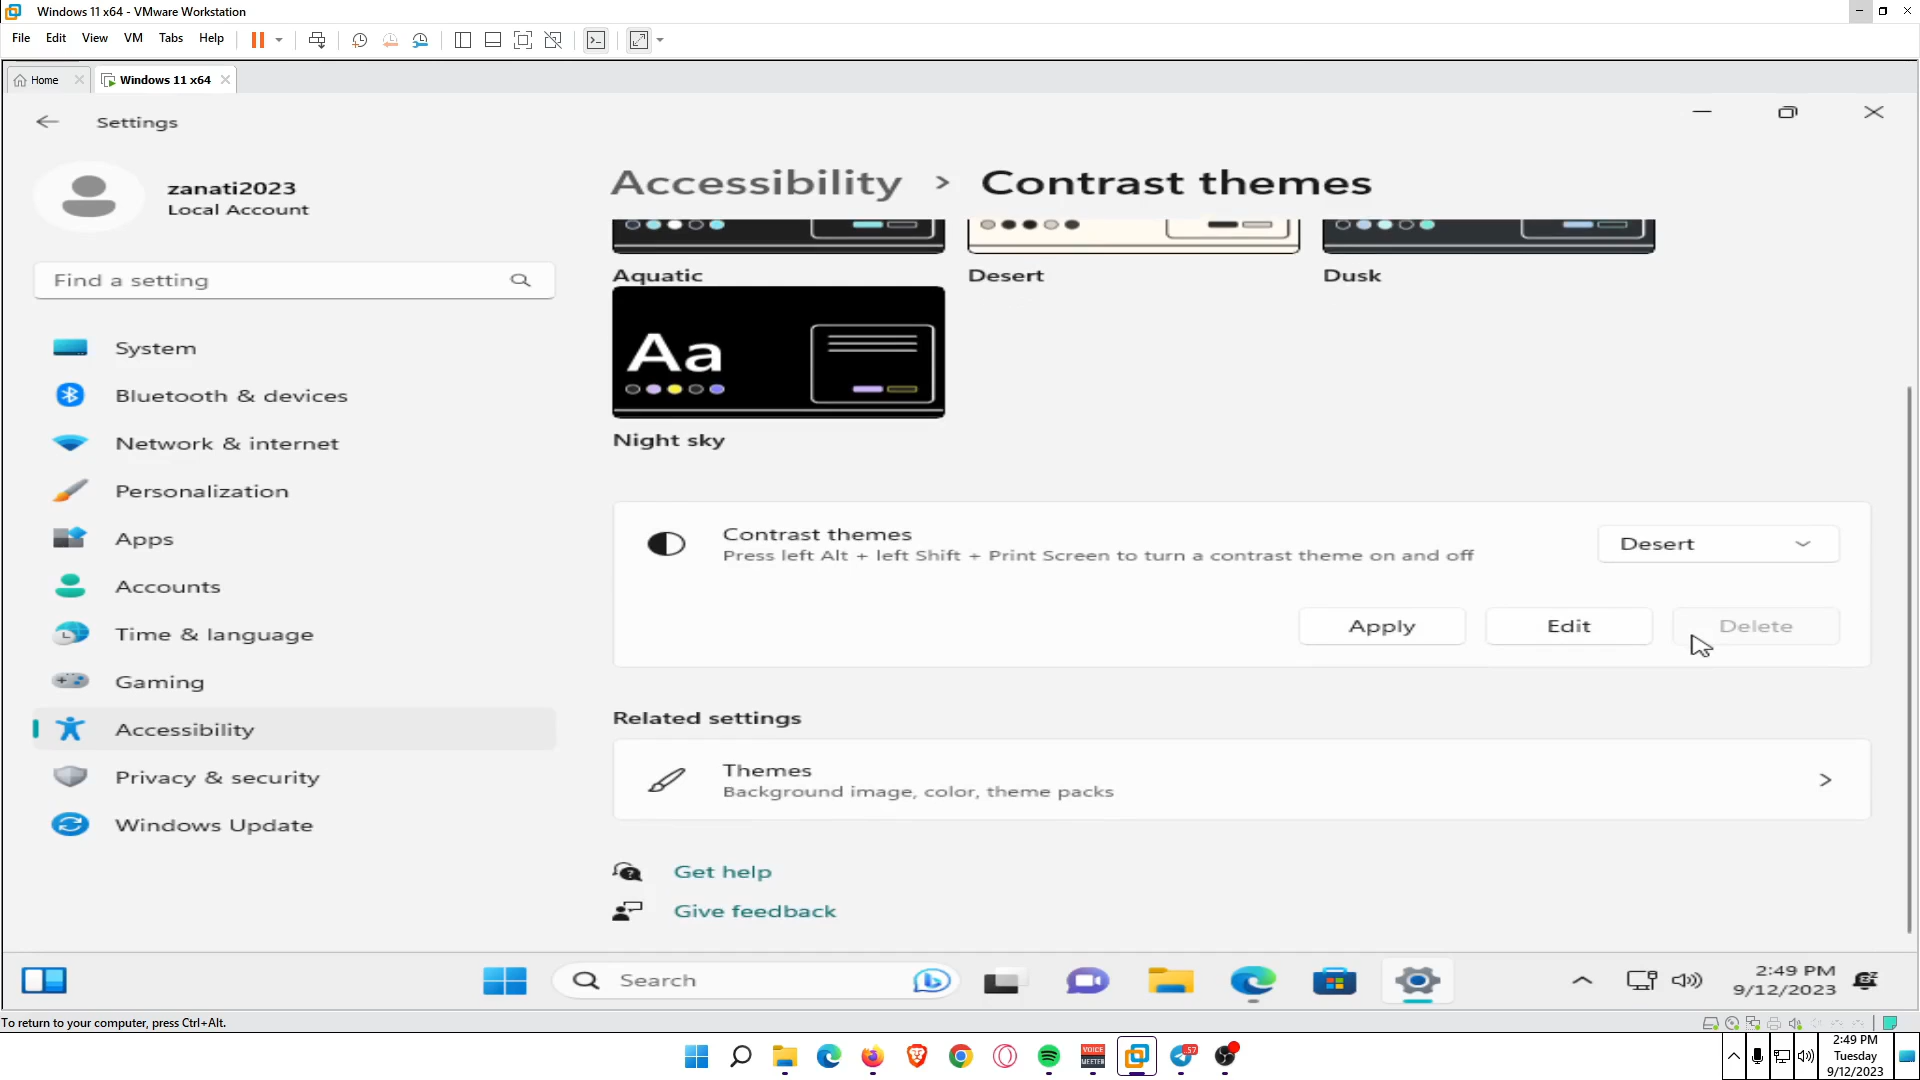 Windows 11 x64 - VMware Workstation
File Edit View VM Tabs Help
Home Windows 11 x64
Settings
zanati2023
Local Account
Find a setting
System
Bluetooth & devices
Network & internet
Personalization
Apps
Accounts
Time & language
Gaming
Accessibility
Privacy & security
Windows Update
Accessibility > Contrast themes
Aquatic Desert Dusk
Aa
Night sky
Contrast themes
Press left Alt + left Shift + Print Screen to turn a contrast theme on and off
Desert
Apply Edit Delete
Related settings
Themes
Background image, color, theme packs
Get help
Give feedback
Search
2:49 PM
9/12/2023
To return to your computer, press Ctrl+Alt.
VOICE
MEETER
57
2:49 PM
Tuesday
9/12/2023